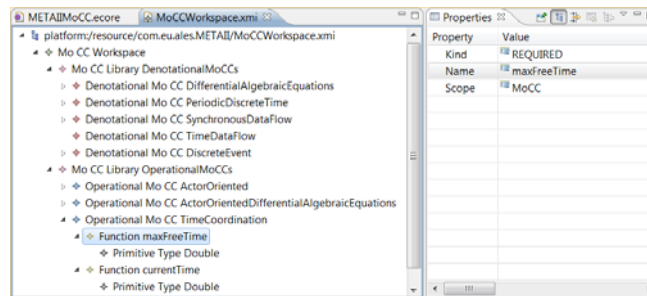 METAIIMoCC.ecore
MoCCWorkspace.xmi
platform:/resource/com.eu.ales.METAII/MoCCWorkspace.xmi
Mo CC Workspace
Mo CC Library DenotationalMoCCs
Denotational Mo CC DifferentialAlgebraicEquations
Denotational Mo CC PeriodicDiscreteTime
Denotational Mo CC SynchronousDataFlow
Denotational Mo CC TimeDataFlow
Denotational Mo CC DiscreteEvent
Mo CC Library OperationalMoCCs
Operational Mo CC ActorOriented
Operational Mo CC ActorOrientedDifferentialAlgebraicEquations
Operational Mo CC TimeCoordination
Function maxFreeTime
Primitive Type Double
Function currentTime
Primitive Type Double
Properties
Property Value
Kind REQUIRED
Name maxFreeTime
Scope MoCC